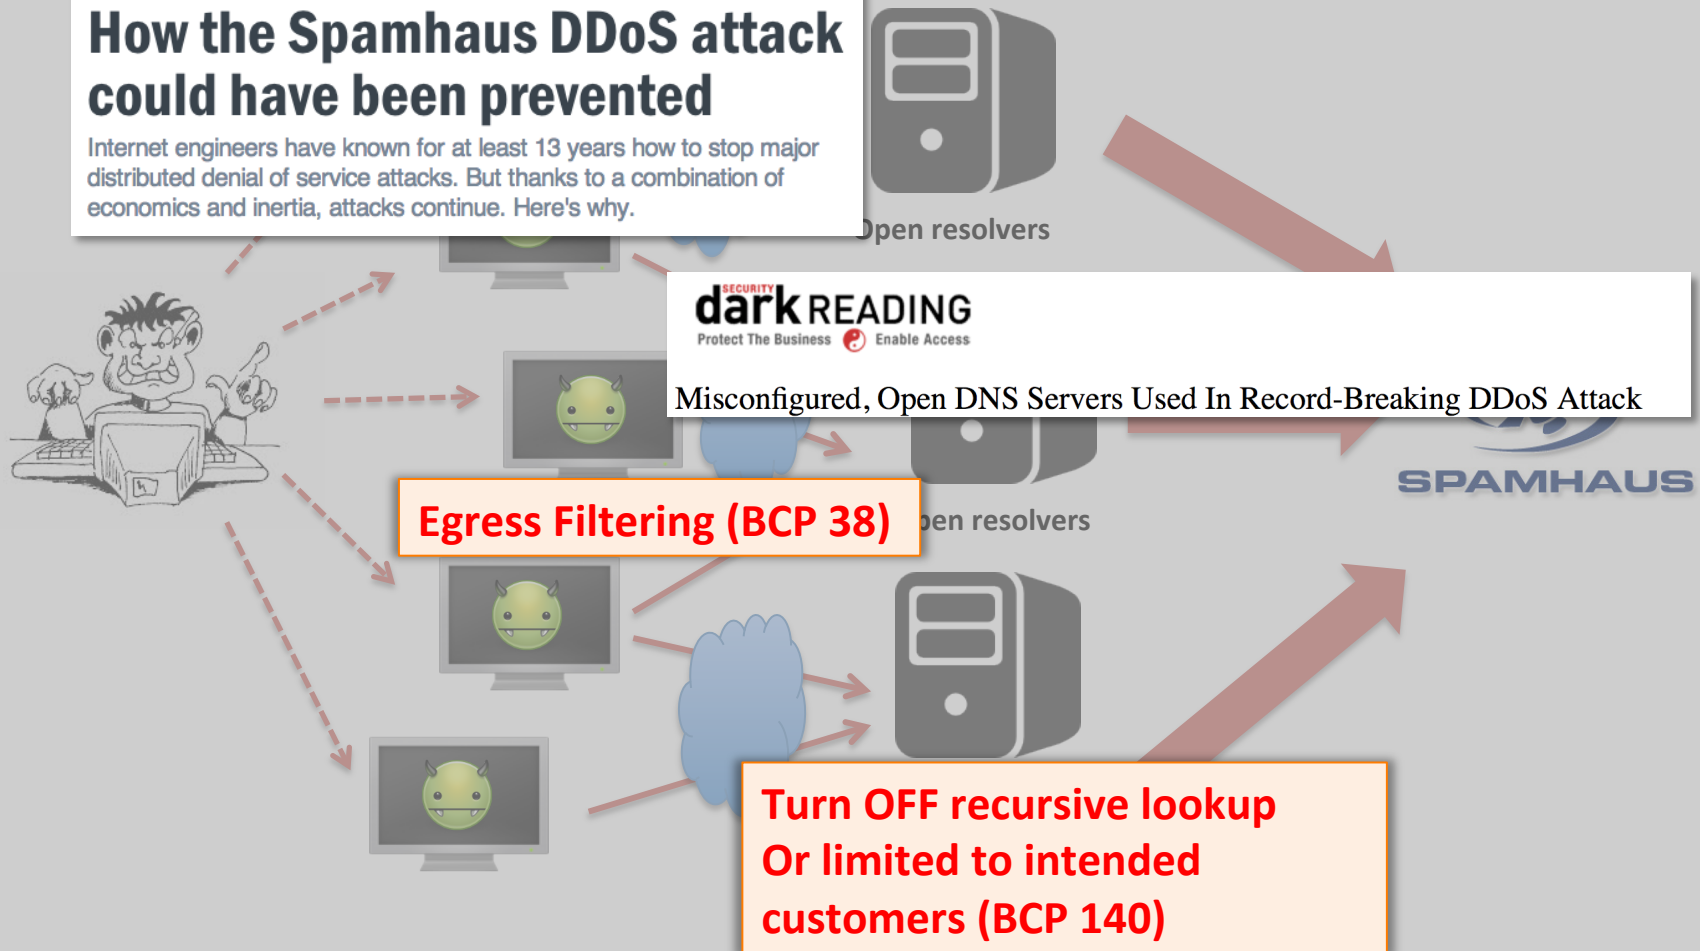 How the Spamhaus DDoS attack
could have been prevented
Internet engineers have known for at least 13 years how to stop major
distributed denial of service attacks. But thanks to a combination of
economics and inertia, attacks continue. Here's why.
Open resolvers
SECURITY
dark READING
Protect The Business Enable Access
Misconfigured, Open DNS Servers Used In Record-Breaking DDoS Attack
SPAMHAUS
Egress Filtering (BCP 38)
pen resolvers
Turn OFF recursive lookup
Or limited to intended
customers (BCP 140)